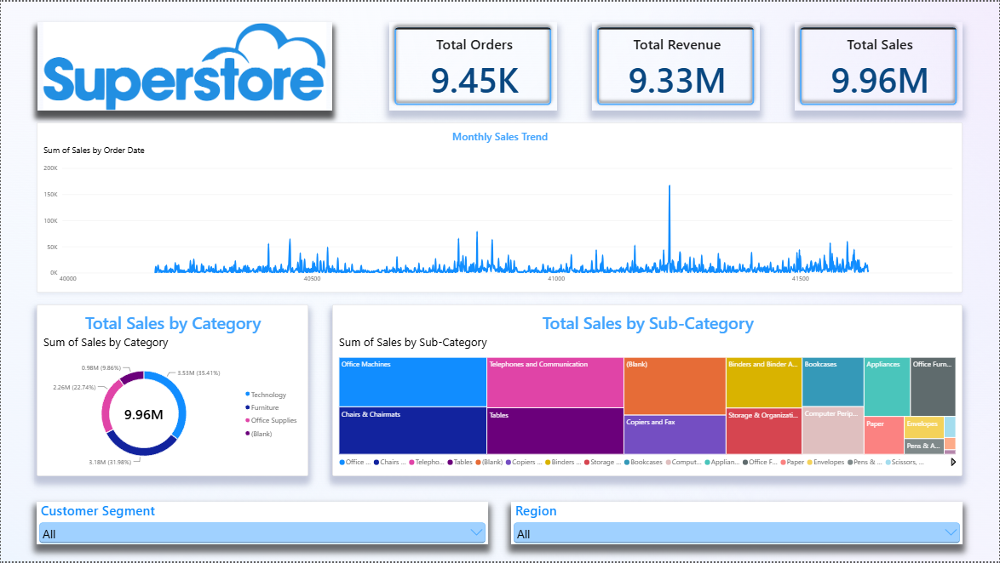 Superstore
Total Orders
9.45K
Total Revenue
9.33M
Total Sales
9.96M
Monthly Sales Trend
Sum of Sales by Order Date
200K
150K
100K
50K
0K
40000
40500
41000
41500
Total Sales by Category
Sum of Sales by Category
0.98M (9.86%)
3.53M (35.41%)
2.26M (22.74%)
9.96M
3.18M (31.98%)
Technology
Furniture
Office Supplies
(Blank)
Total Sales by Sub-Category
Sum of Sales by Sub-Category
Office Machines
Telephones and Communication
(Blank)
Binders and Binder A...
Bookcases
Appliances
Office Furn...
Chairs & Chairmats
Tables
Copiers and Fax
Storage & Organizati...
Computer Perip...
Paper
Envelopes
Pens & A...
Office ... Chairs ... Telepho... Tables (Blank) Copiers ... Binders ... Storage ... Bookcases Comput... Applian... Office F... Paper Envelopes Pens & ... Scissors, ...
Customer Segment
All
Region
All